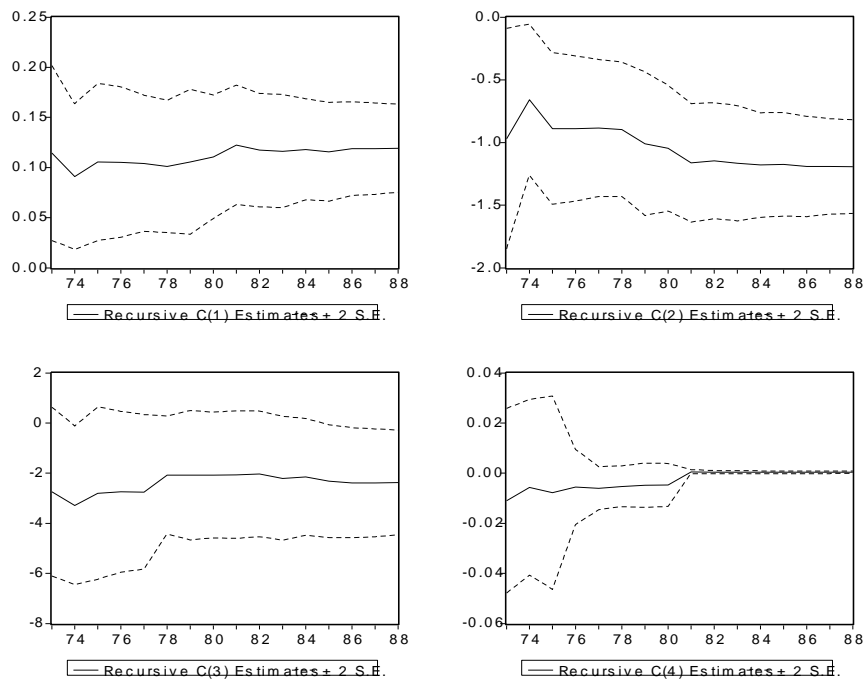 0.25
0.20
0.15
0.10
0.05
0.00
74 76 78 80 82 84 86 88
Recursive C(1) Estimates ± 2 S.E.
0.0
-0.5
-1.0
-1.5
-2.0
74 76 78 80 82 84 86 88
Recursive C(2) Estimates ± 2 S.E.
2
0
-2
-4
-6
-8
74 76 78 80 82 84 86 88
Recursive C(3) Estimates ± 2 S.E.
0.04
0.02
0.00
-0.02
-0.04
-0.06
74 76 78 80 82 84 86 88
Recursive C(4) Estimates ± 2 S.E.